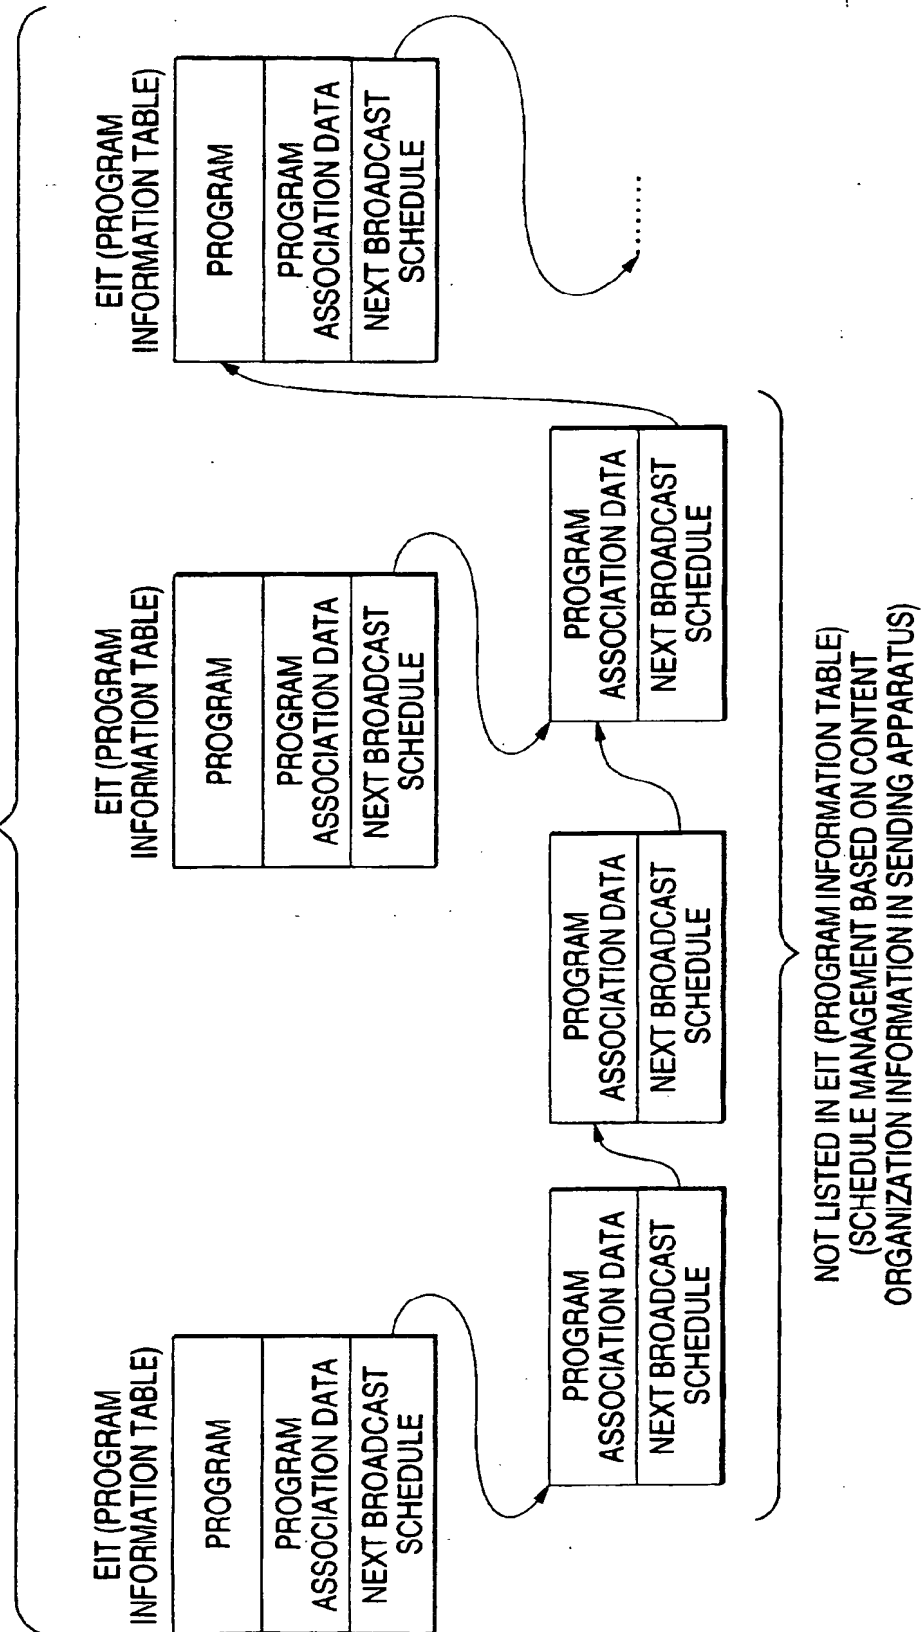 EIT (PROGRAM
INFORMATION TABLE)
PROGRAM
PROGRAM
ASSOCIATION DATA
NEXT BROADCAST
SCHEDULE
EIT (PROGRAM
INFORMATION TABLE)
PROGRAM
PROGRAM
ASSOCIATION DATA
NEXT BROADCAST
SCHEDULE
EIT (PROGRAM
INFORMATION TABLE)
PROGRAM
PROGRAM
ASSOCIATION DATA
NEXT BROADCAST
SCHEDULE
PROGRAM
ASSOCIATION DATA
NEXT BROADCAST
SCHEDULE
PROGRAM
ASSOCIATION DATA
NEXT BROADCAST
SCHEDULE
PROGRAM
ASSOCIATION DATA
NEXT BROADCAST
SCHEDULE
.......
NOT LISTED IN EIT (PROGRAM INFORMATION TABLE)
(SCHEDULE MANAGEMENT BASED ON CONTENT
ORGANIZATION INFORMATION IN SENDING APPARATUS)